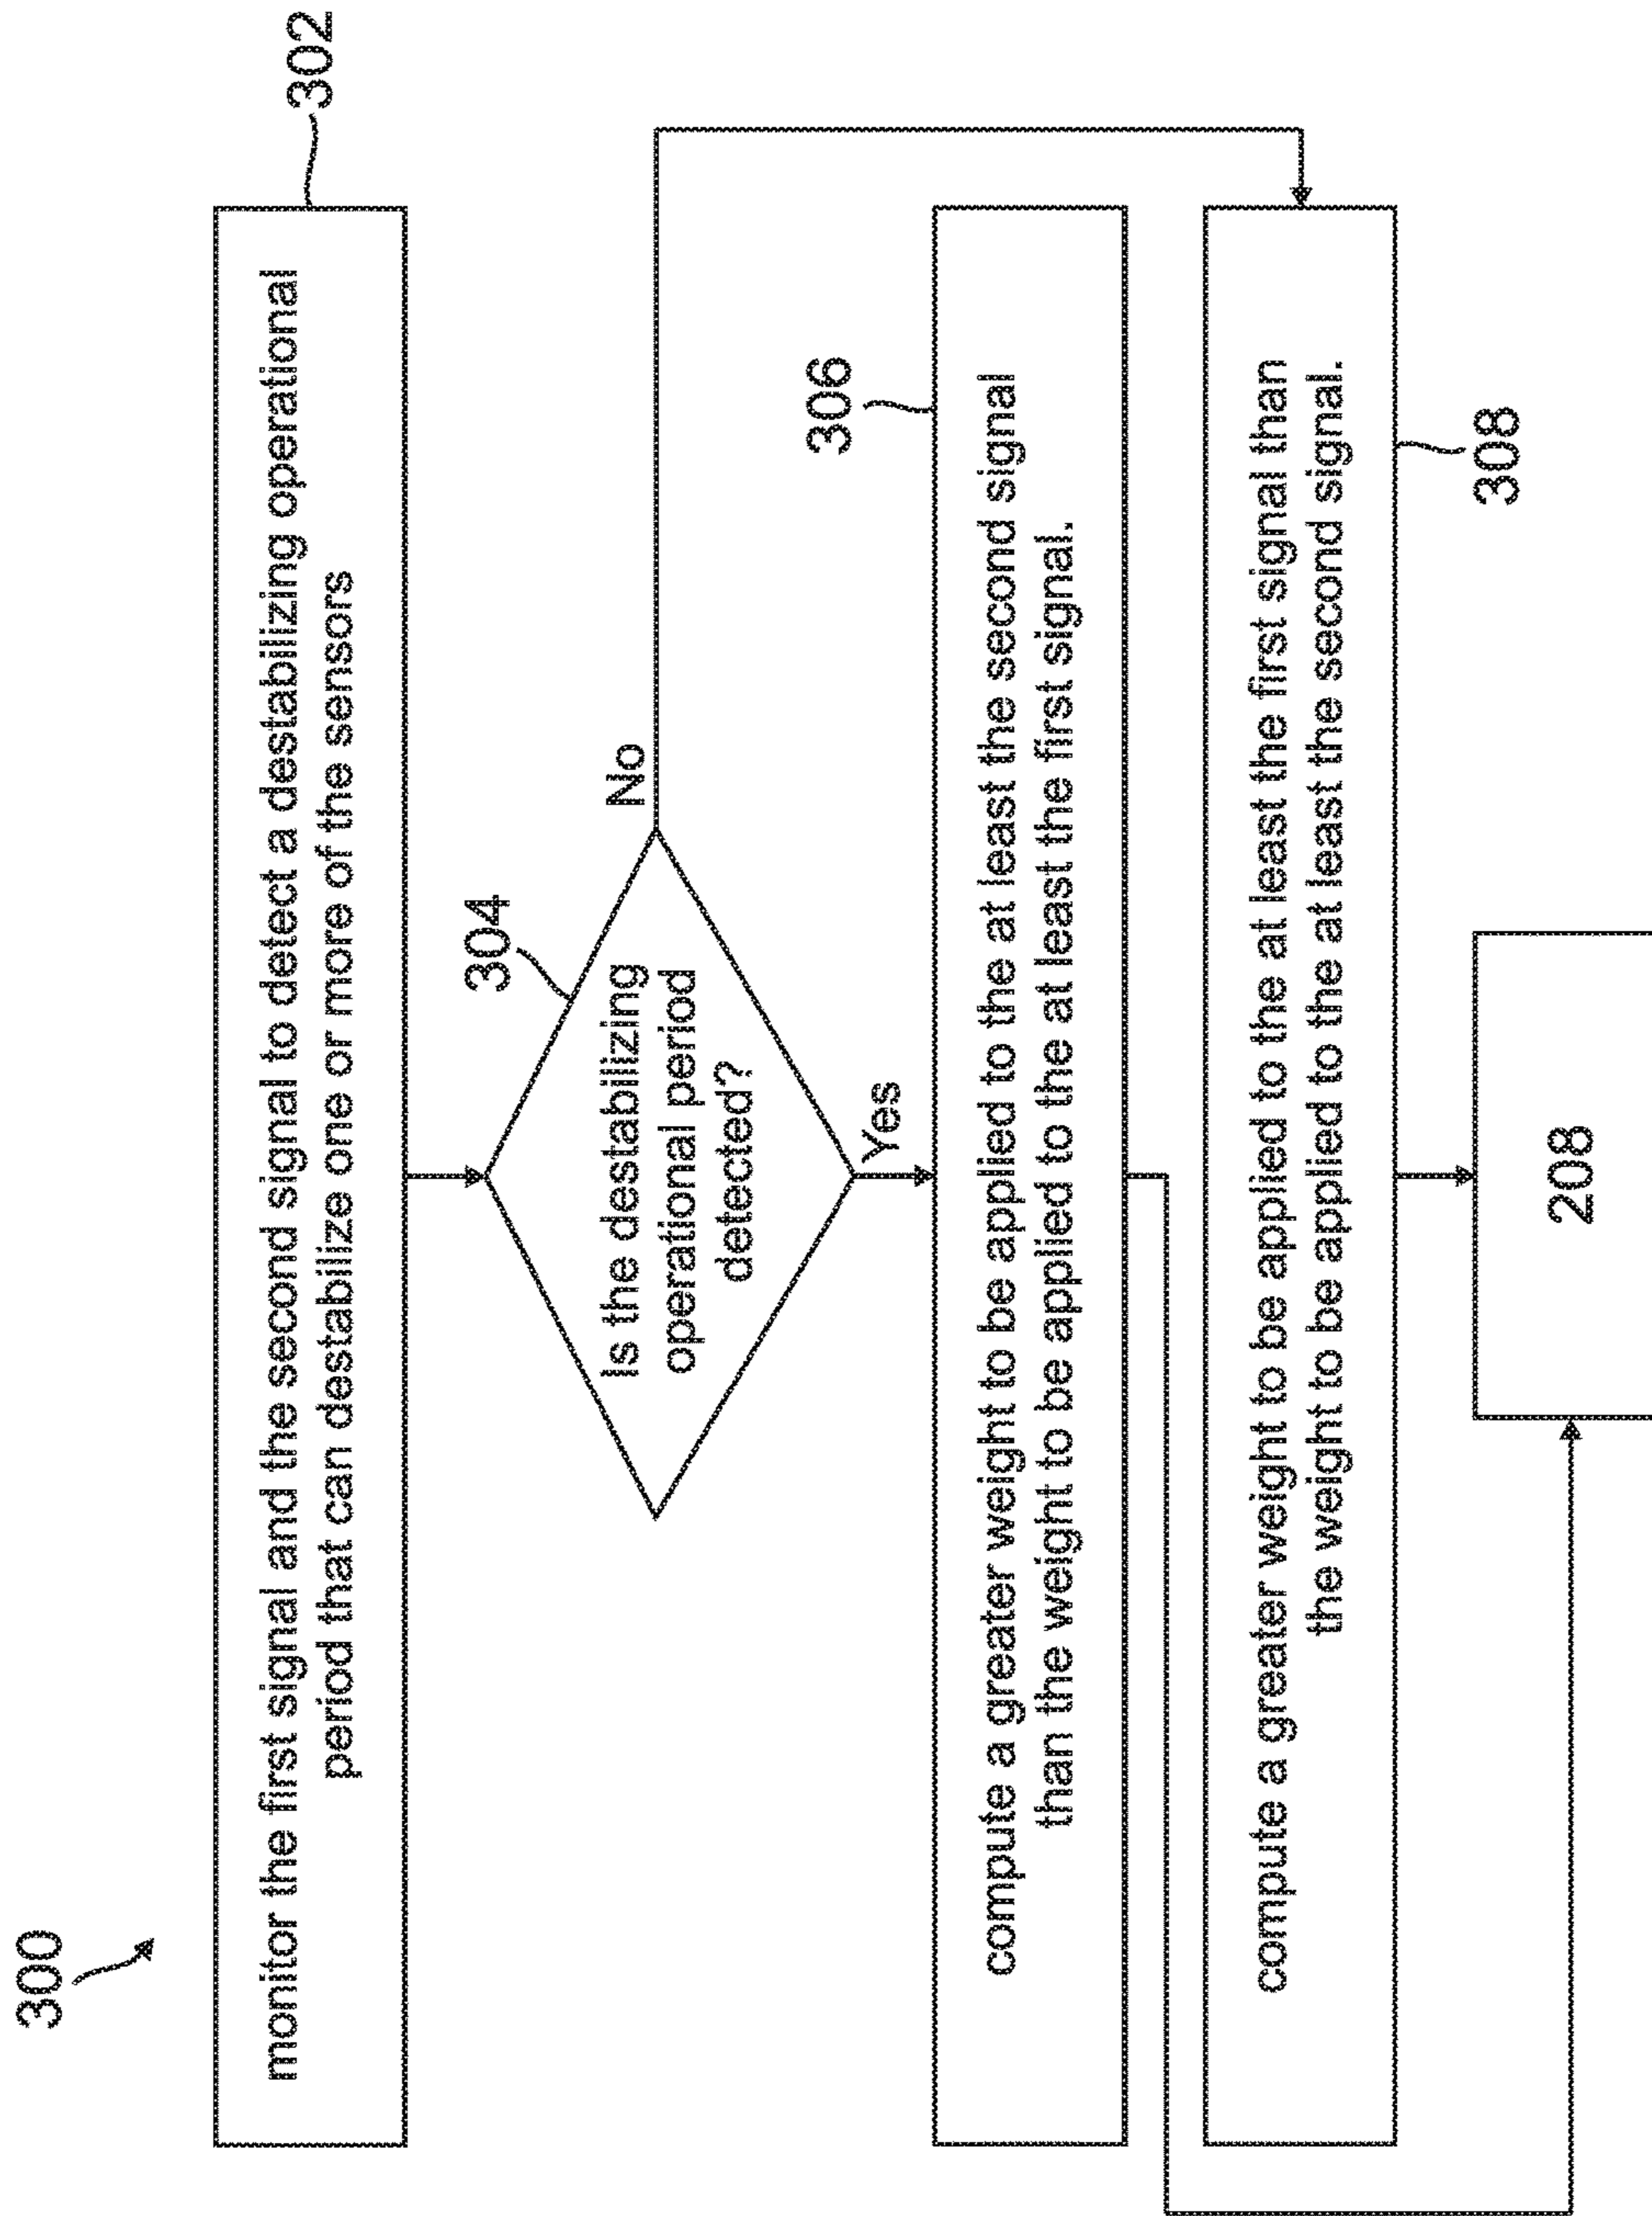 300
302
monitor the first signal and the second signal to detect a destabilizing operational
period that can destabilize one or more of the sensors
304
Is the destabilizing
operational period
detected?
No
Yes
306
compute a greater weight to be applied to the at least the second signal
than the weight to be applied to the at least the first signal.
compute a greater weight to be applied to the at least the first signal than
the weight to be applied to the at least the second signal.
308
208